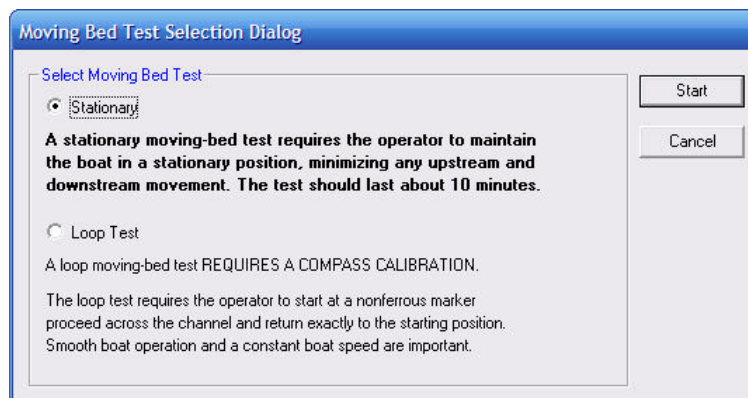 Moving Bed Test Selection Dialog
Select Moving Bed Test
Stationary
A stationary moving-bed test requires the operator to maintain
the boat in a stationary position, minimizing any upstream and
downstream movement. The test should last about 10 minutes.
Loop Test
A loop moving-bed test REQUIRES A COMPASS CALIBRATION.
The loop test requires the operator to start at a nonferrous marker
proceed across the channel and return exactly to the starting position.
Smooth boat operation and a constant boat speed are important.
Start
Cancel